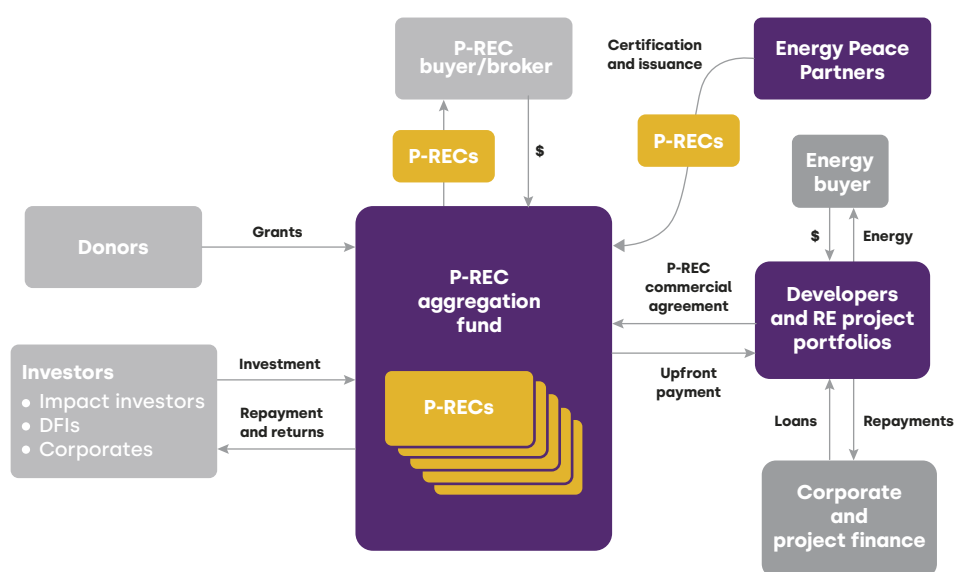 P-REC
buyer/broker
Certification
and issuance
Energy Peace
Partners
P-RECs
$
P-RECs
Energy
buyer
Donors
Grants
$
Energy
P-REC
aggregation
fund
P-REC
commercial
agreement
Developers
and RE project
portfolios
Investors
• Impact investors
• DFIs
• Corporates
Investment
Repayment
and returns
P-RECs
Upfront
payment
Loans
Repayments
Corporate
and
project finance